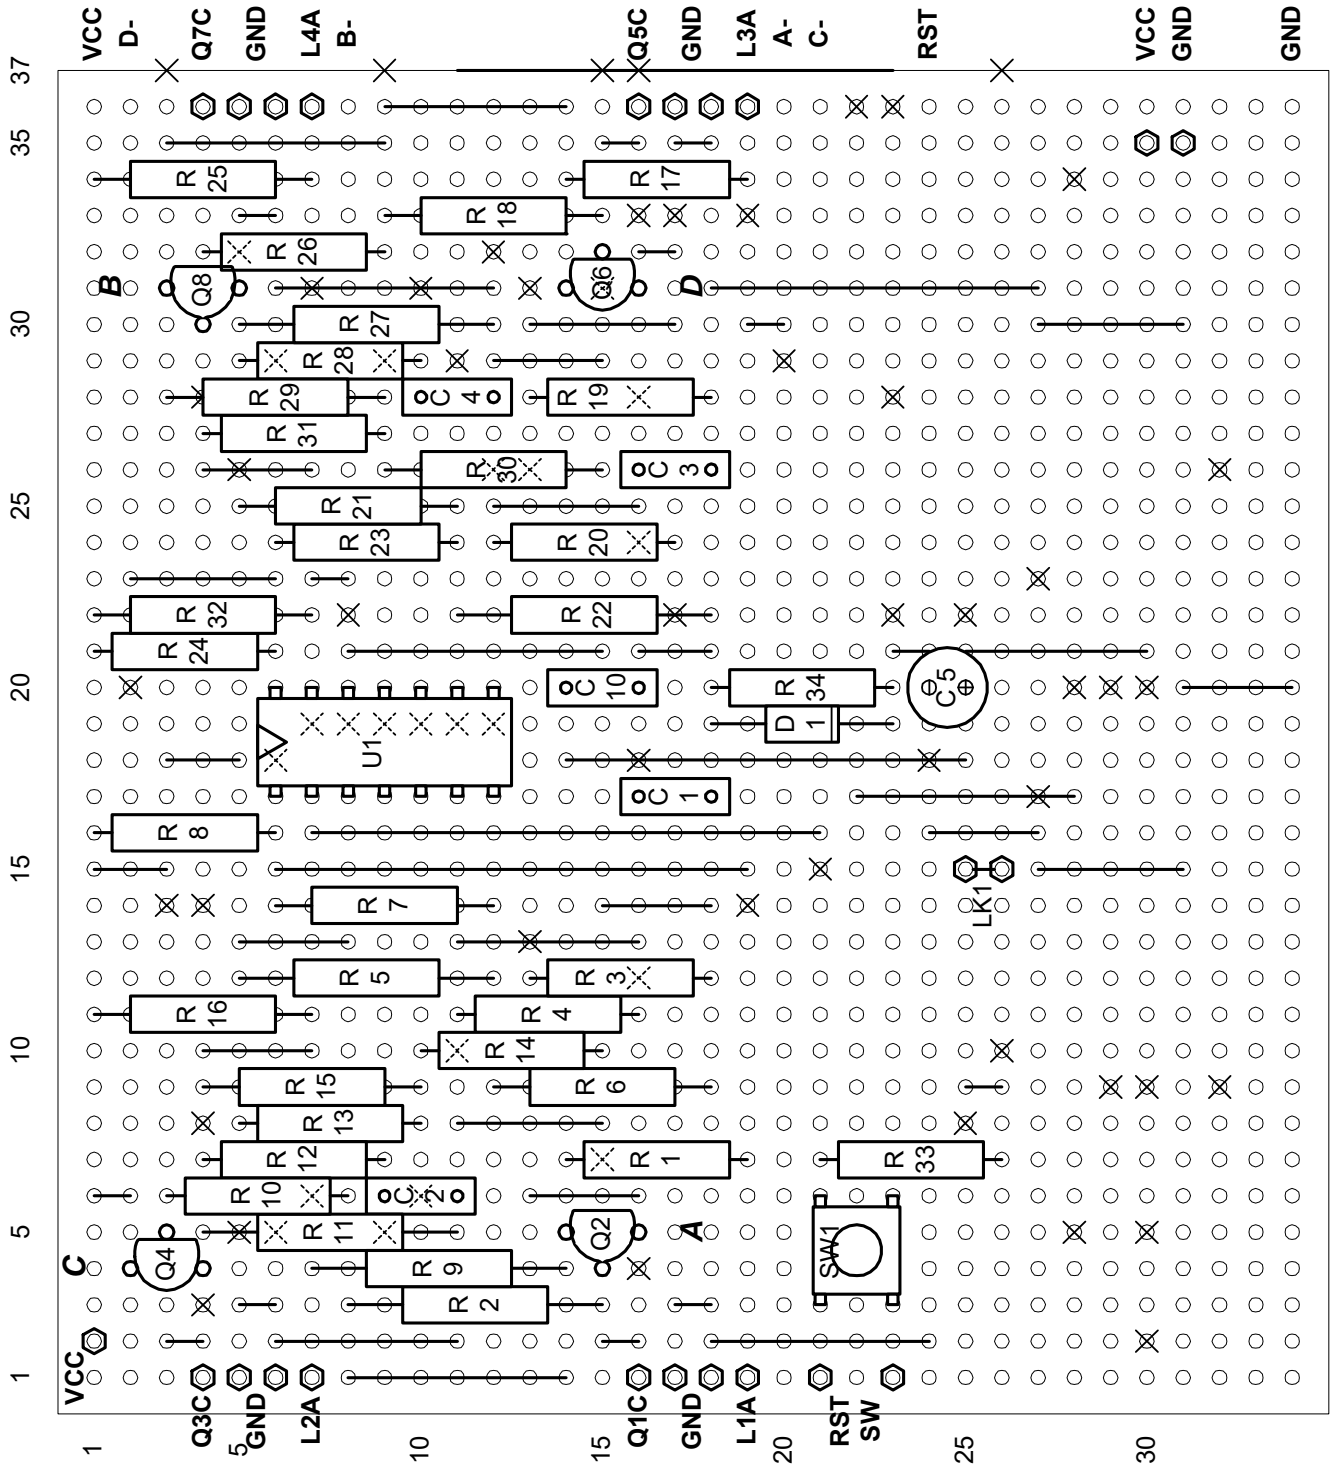 VCC D- Q7C GND L4A B- Q5C GND L3A A- C- RST VCC GND GND
37
35
R 25 R 17
R 18
R 26
B Q8 Q6 D
30 R 27
R 28
R 29 C 4 R 19
R 31
R 30 C 3
25 R 21
R 23 R 20
R 32 R 22
R 24
20 C 10 R 34 C 5
D 1
U1
C 1
R 8
15
R 7 LK1
R 5 R 3
R 16 R 4
10 R 14
R 15 R 6
R 13
R 12 R 1 R 33
R 10 C 2
5 R 11 Q2 A SW1
C Q4 R 9
R 2
VCC
1
Q3C GND L2A Q1C GND L1A RST SW
1 5 10 15 20 25 30